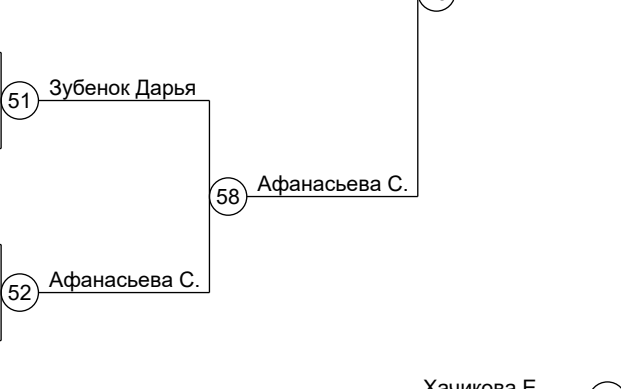 51 Зубенок Дарья
58 Афанасьева С.
52 Афанасьева С.
Хачикова Е